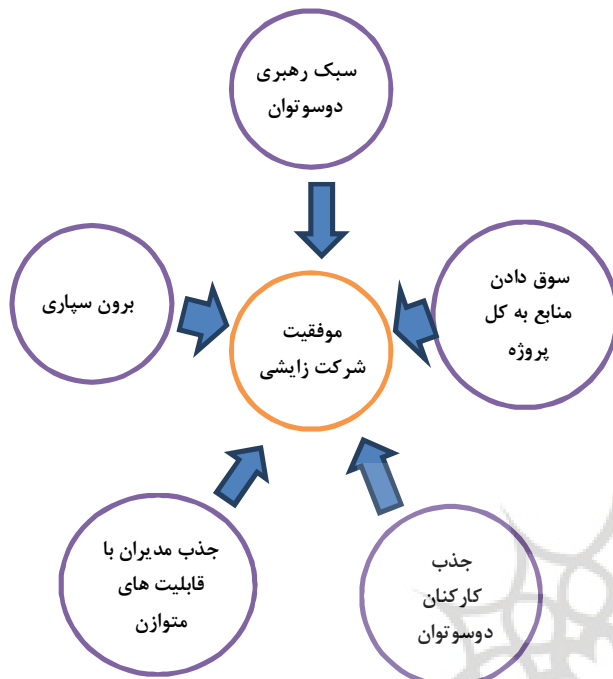 سبک رهبری
دوسوتوان
سوق دادن
منابع به کل
پروژه
برون سپاری
موفقیت
شرکت زایشی
جذب مدیران با
قابلیت های
متوازن
جذب
کارکنان
دوسوتوان